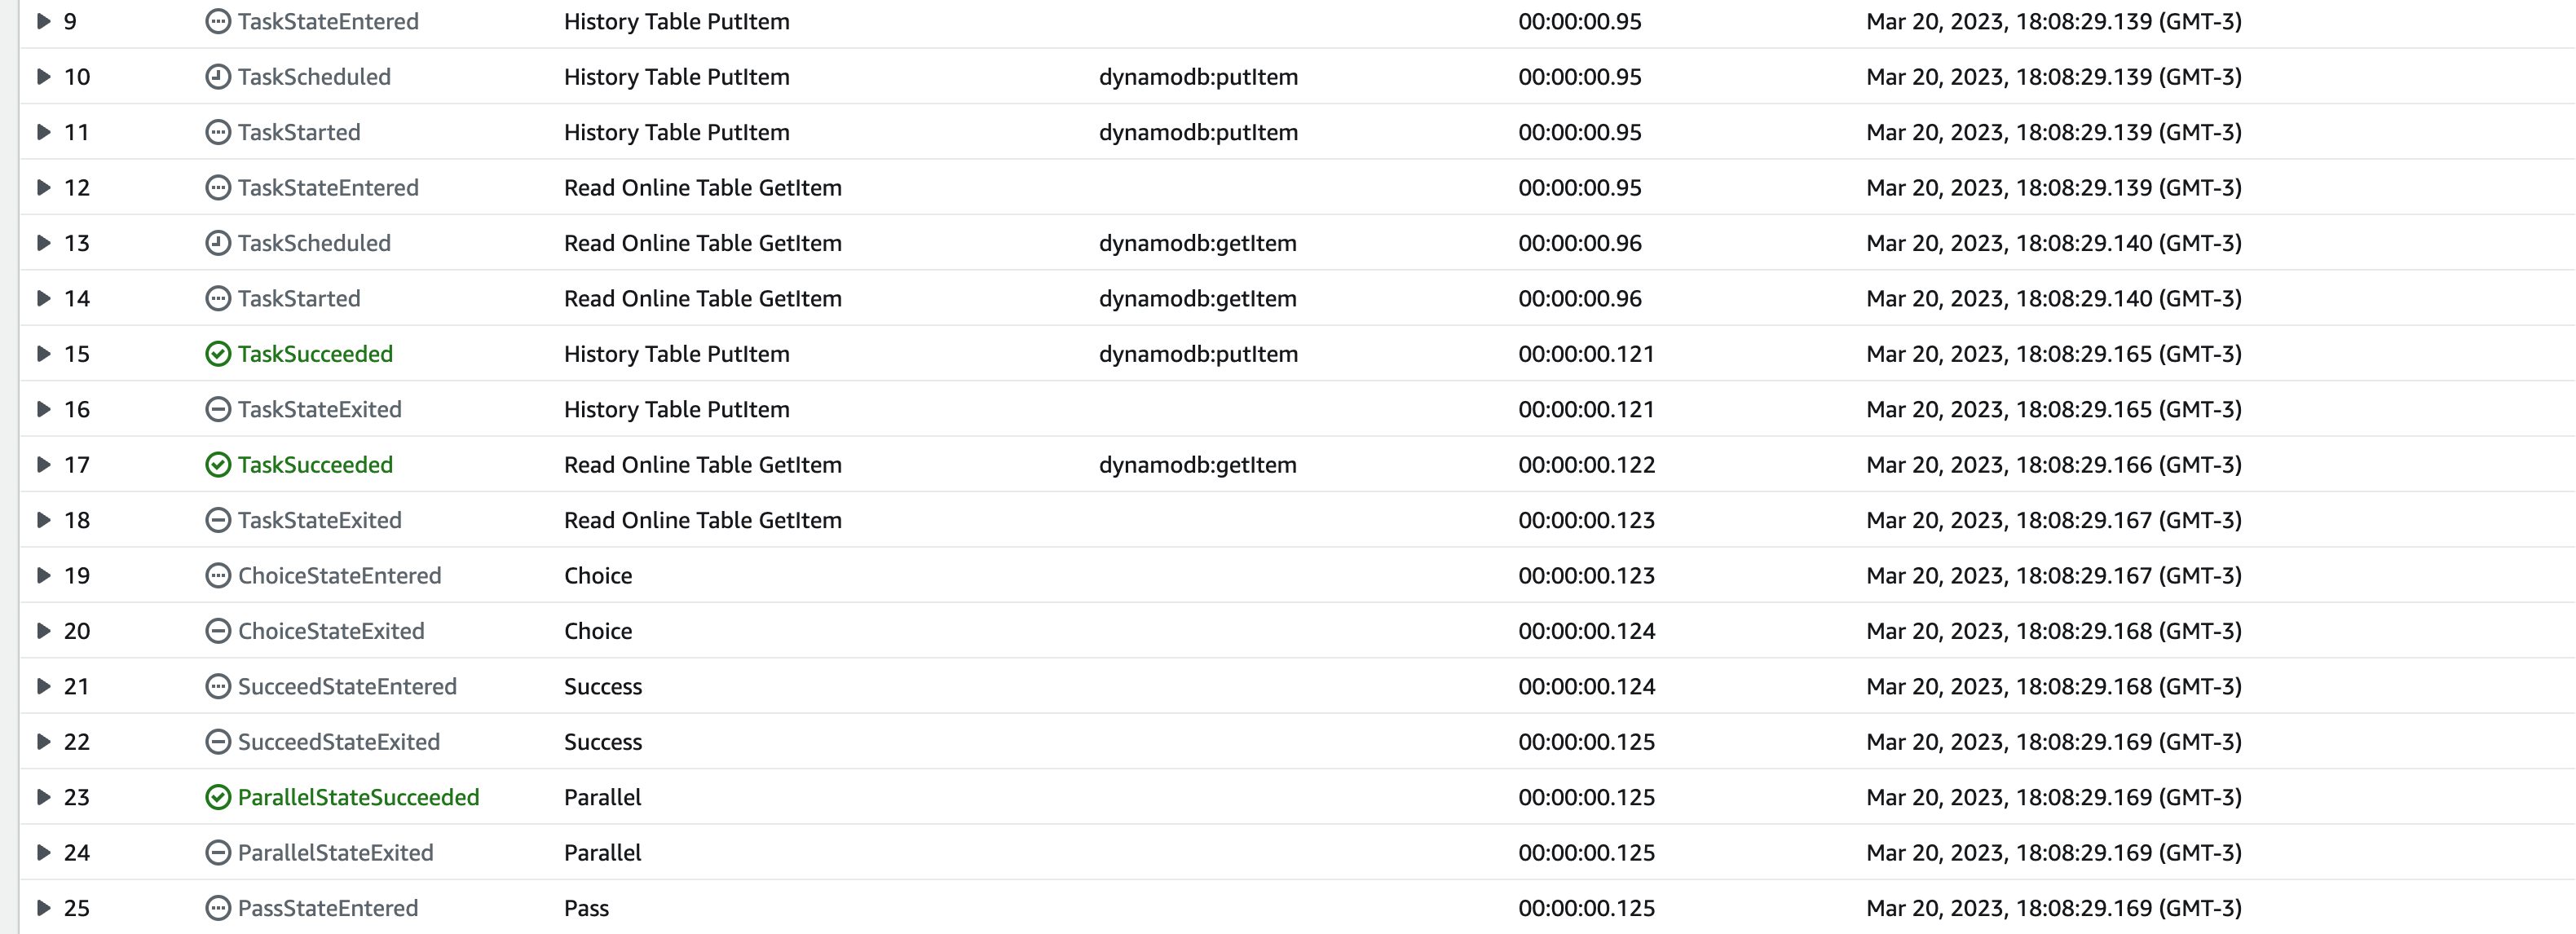 9 TaskStateEntered History Table PutItem 00:00:00.95 Mar 20, 2023, 18:08:29.139 (GMT-3)
10 TaskScheduled History Table PutItem dynamodb:putItem 00:00:00.95 Mar 20, 2023, 18:08:29.139 (GMT-3)
11 TaskStarted History Table PutItem dynamodb:putItem 00:00:00.95 Mar 20, 2023, 18:08:29.139 (GMT-3)
12 TaskStateEntered Read Online Table GetItem 00:00:00.95 Mar 20, 2023, 18:08:29.139 (GMT-3)
13 TaskScheduled Read Online Table GetItem dynamodb:getItem 00:00:00.96 Mar 20, 2023, 18:08:29.140 (GMT-3)
14 TaskStarted Read Online Table GetItem dynamodb:getItem 00:00:00.96 Mar 20, 2023, 18:08:29.140 (GMT-3)
15 TaskSucceeded History Table PutItem dynamodb:putItem 00:00:00.121 Mar 20, 2023, 18:08:29.165 (GMT-3)
16 TaskStateExited History Table PutItem 00:00:00.121 Mar 20, 2023, 18:08:29.165 (GMT-3)
17 TaskSucceeded Read Online Table GetItem dynamodb:getItem 00:00:00.122 Mar 20, 2023, 18:08:29.166 (GMT-3)
18 TaskStateExited Read Online Table GetItem 00:00:00.123 Mar 20, 2023, 18:08:29.167 (GMT-3)
19 ChoiceStateEntered Choice 00:00:00.123 Mar 20, 2023, 18:08:29.167 (GMT-3)
20 ChoiceStateExited Choice 00:00:00.124 Mar 20, 2023, 18:08:29.168 (GMT-3)
21 SucceedStateEntered Success 00:00:00.124 Mar 20, 2023, 18:08:29.168 (GMT-3)
22 SucceedStateExited Success 00:00:00.125 Mar 20, 2023, 18:08:29.169 (GMT-3)
23 ParallelStateSucceeded Parallel 00:00:00.125 Mar 20, 2023, 18:08:29.169 (GMT-3)
24 ParallelStateExited Parallel 00:00:00.125 Mar 20, 2023, 18:08:29.169 (GMT-3)
25 PassStateEntered Pass 00:00:00.125 Mar 20, 2023, 18:08:29.169 (GMT-3)